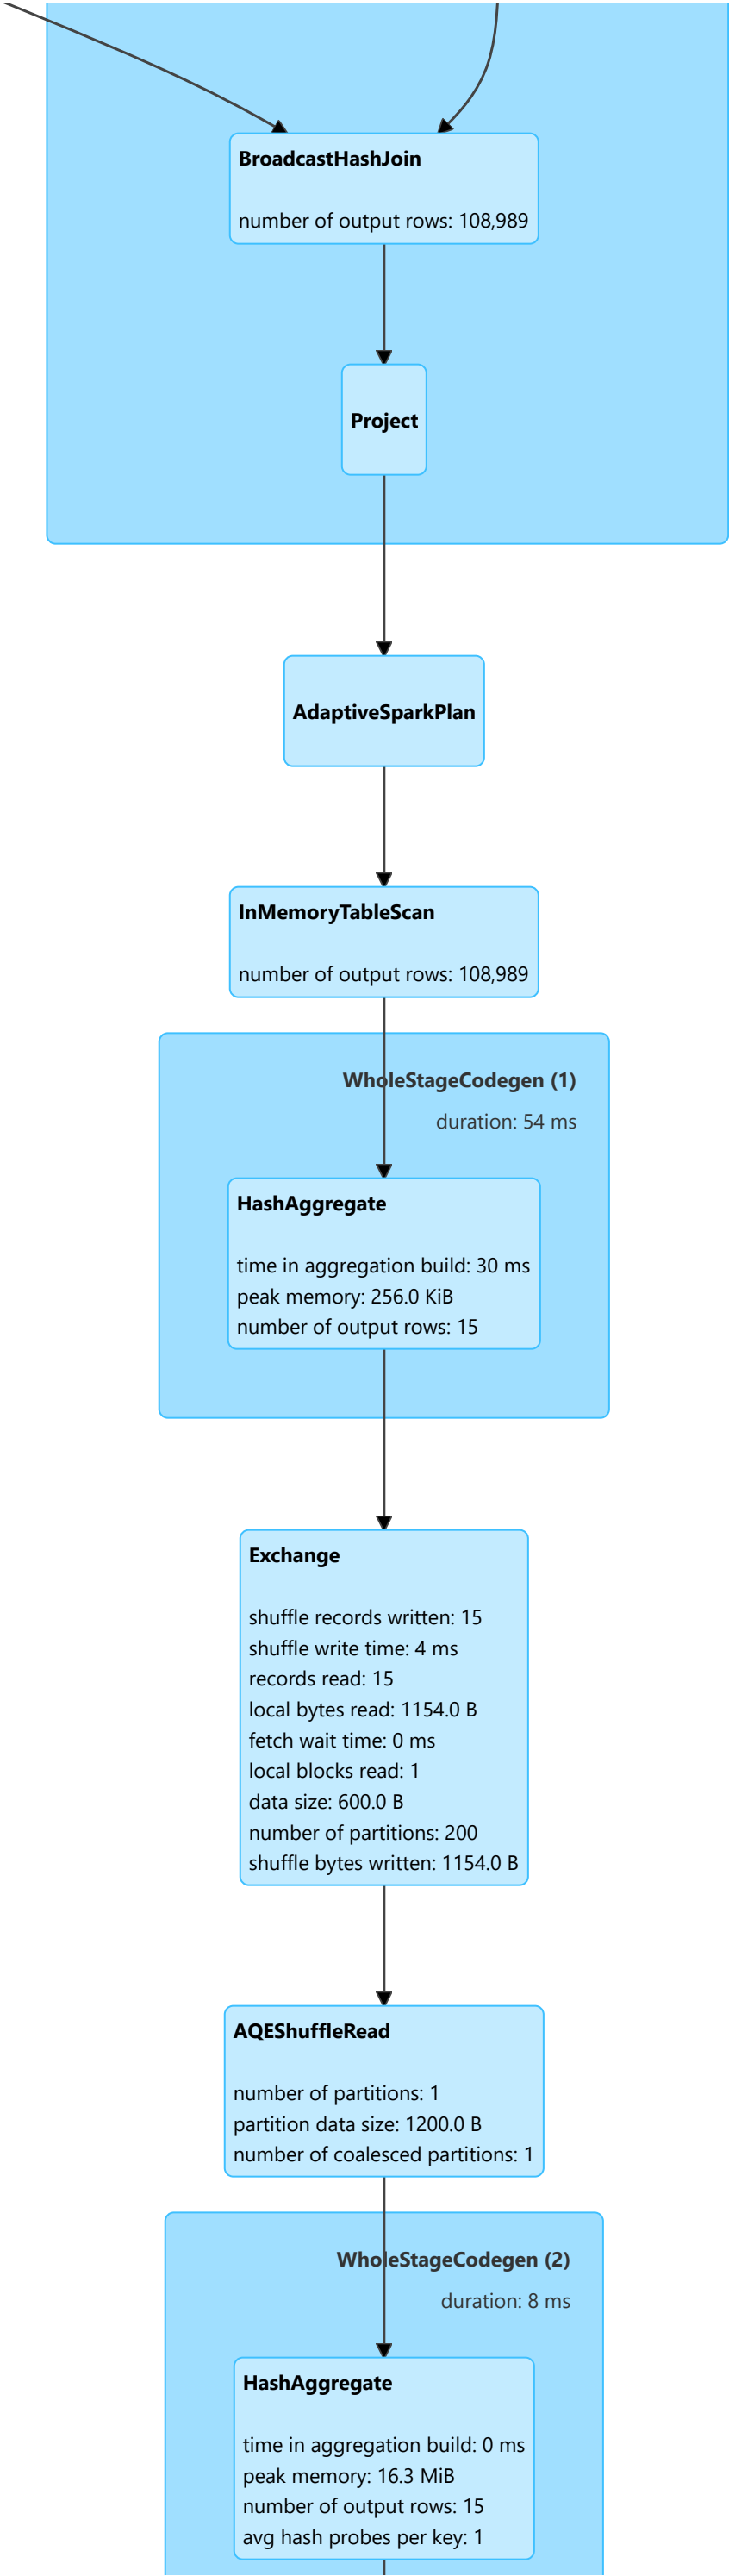 BroadcastHashJoin
number of output rows: 108,989
Project
AdaptiveSparkPlan
InMemoryTableScan
number of output rows: 108,989
WholeStageCodegen (1)
duration: 54 ms
HashAggregate
time in aggregation build: 30 ms
peak memory: 256.0 KiB
number of output rows: 15
Exchange
shuffle records written: 15
shuffle write time: 4 ms
records read: 15
local bytes read: 1154.0 B
fetch wait time: 0 ms
local blocks read: 1
data size: 600.0 B
number of partitions: 200
shuffle bytes written: 1154.0 B
AQEShuffleRead
number of partitions: 1
partition data size: 1200.0 B
number of coalesced partitions: 1
WholeStageCodegen (2)
duration: 8 ms
HashAggregate
time in aggregation build: 0 ms
peak memory: 16.3 MiB
number of output rows: 15
avg hash probes per key: 1